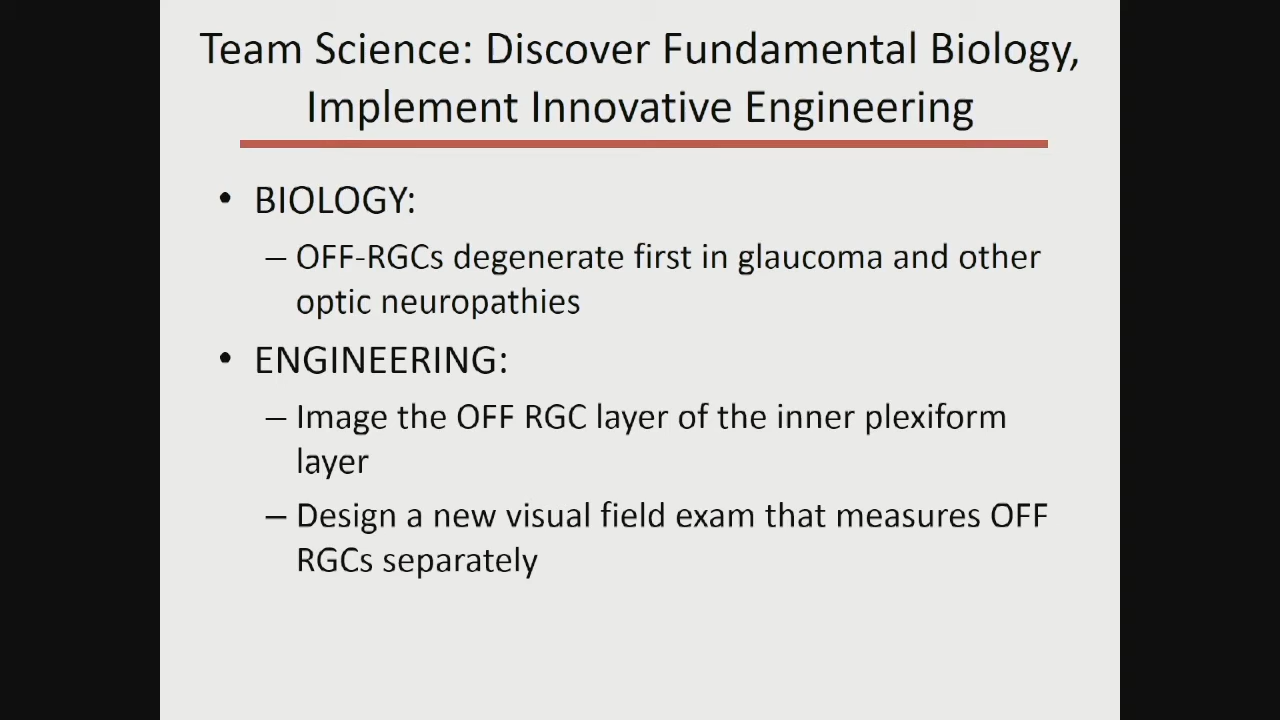 Team Science: Discover Fundamental Biology,
Implement Innovative Engineering
• BIOLOGY:
– OFF-RGCs degenerate first in glaucoma and other
optic neuropathies
• ENGINEERING:
– Image the OFF RGC layer of the inner plexiform
layer
– Design a new visual field exam that measures OFF
RGCs separately